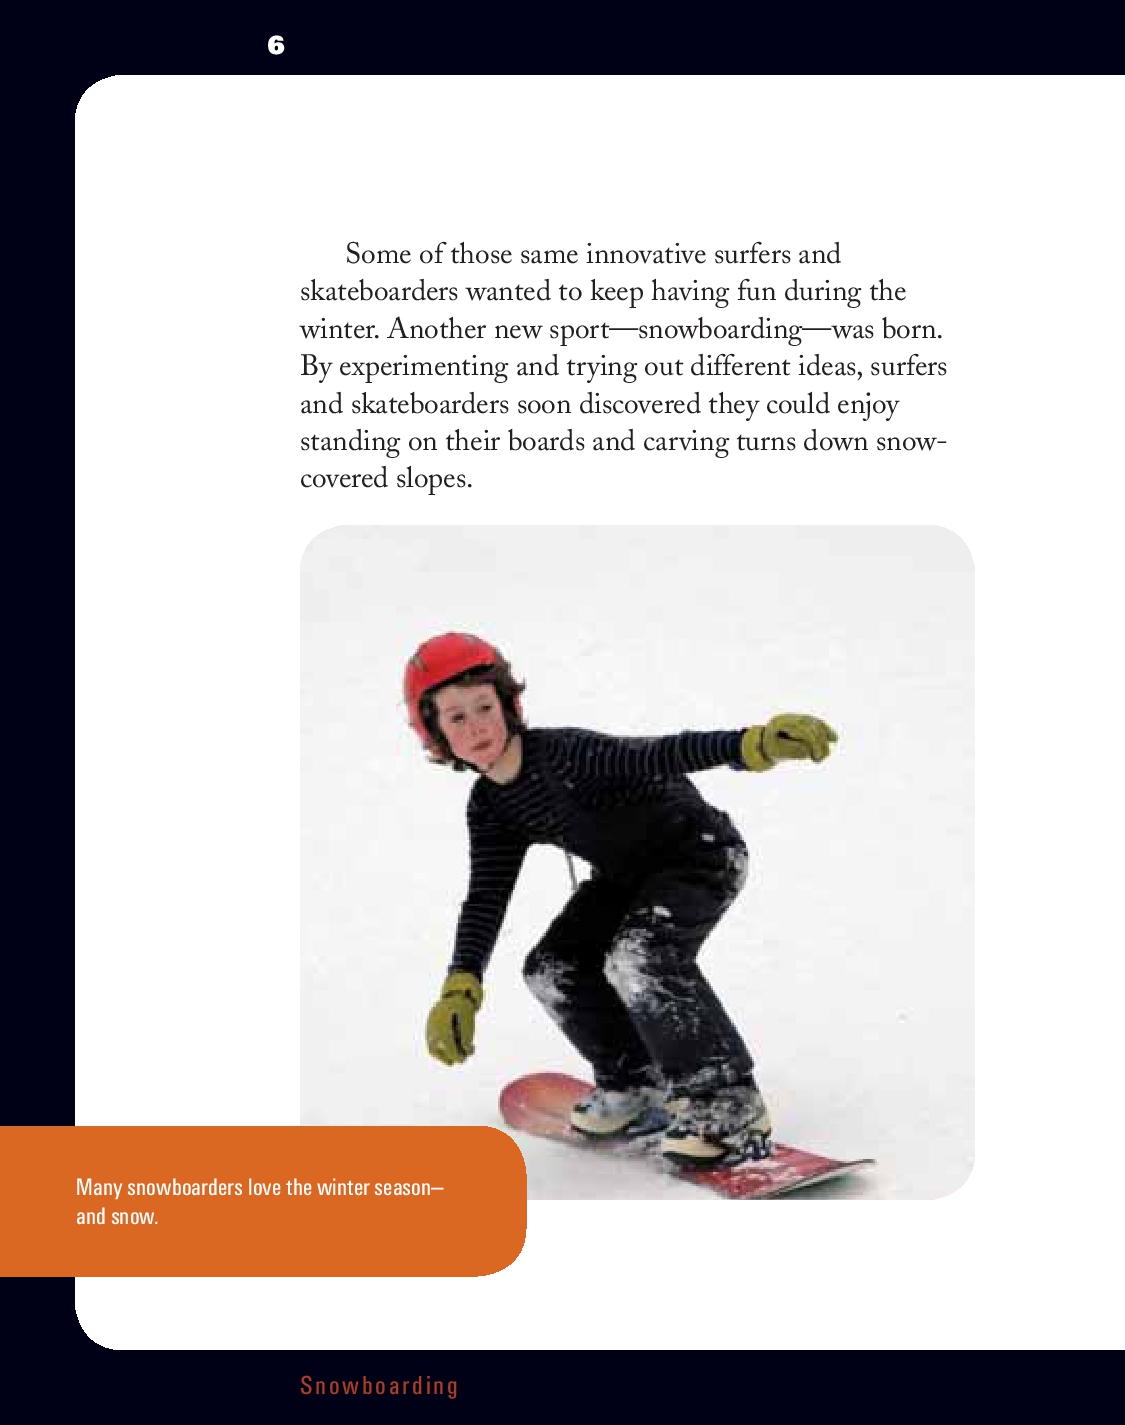 6
Some of those same innovative surfers and
skateboarders wanted to keep having fun during the
winter. Another new sport—snowboarding—was born.
By experimenting and trying out different ideas, surfers
and skateboarders soon discovered they could enjoy
standing on their boards and carving turns down snow-
covered slopes.
Many snowboarders love the winter season—
and snow.
Snowboarding